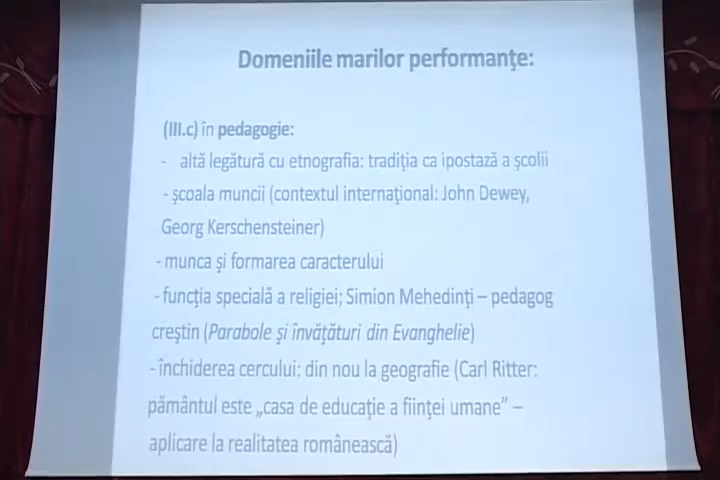 Domeniile marilor performanţe:
(III.c) în pedagogie:
- altă legătură cu etnografia: tradiţia ca ipostază a şcolii
- şcoala muncii (contextul internaţional: John Dewey,
Georg Kerschensteiner)
- munca şi formarea caracterului
- funcţia specială a religiei; Simion Mehedinţi – pedagog
creştin (Parabole şi învăţături din Evanghelie)
- închiderea cercului: din nou la geografie (Carl Ritter:
pământul este „casa de educaţie a fiinţei umane” –
aplicare la realitatea românească)